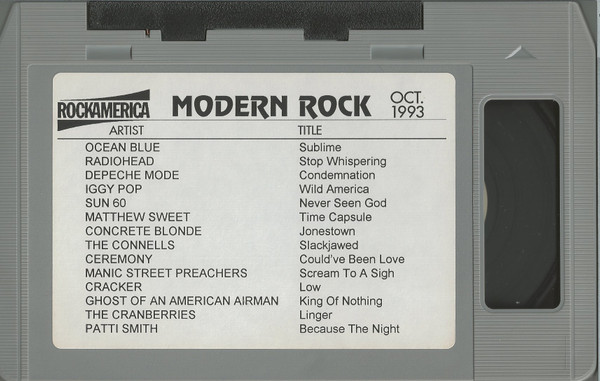 ROCKAMERICA MODERN ROCK OCT. 1993
ARTIST TITLE
OCEAN BLUE Sublime
RADIOHEAD Stop Whispering
DEPECHE MODE Condemnation
IGGY POP Wild America
SUN 60 Never Seen God
MATTHEW SWEET Time Capsule
CONCRETE BLONDE Jonestown
THE CONNELLS Slackjawed
CEREMONY Could've Been Love
MANIC STREET PREACHERS Scream To A Sigh
CRACKER Low
GHOST OF AN AMERICAN AIRMAN King Of Nothing
THE CRANBERRIES Linger
PATTI SMITH Because The Night